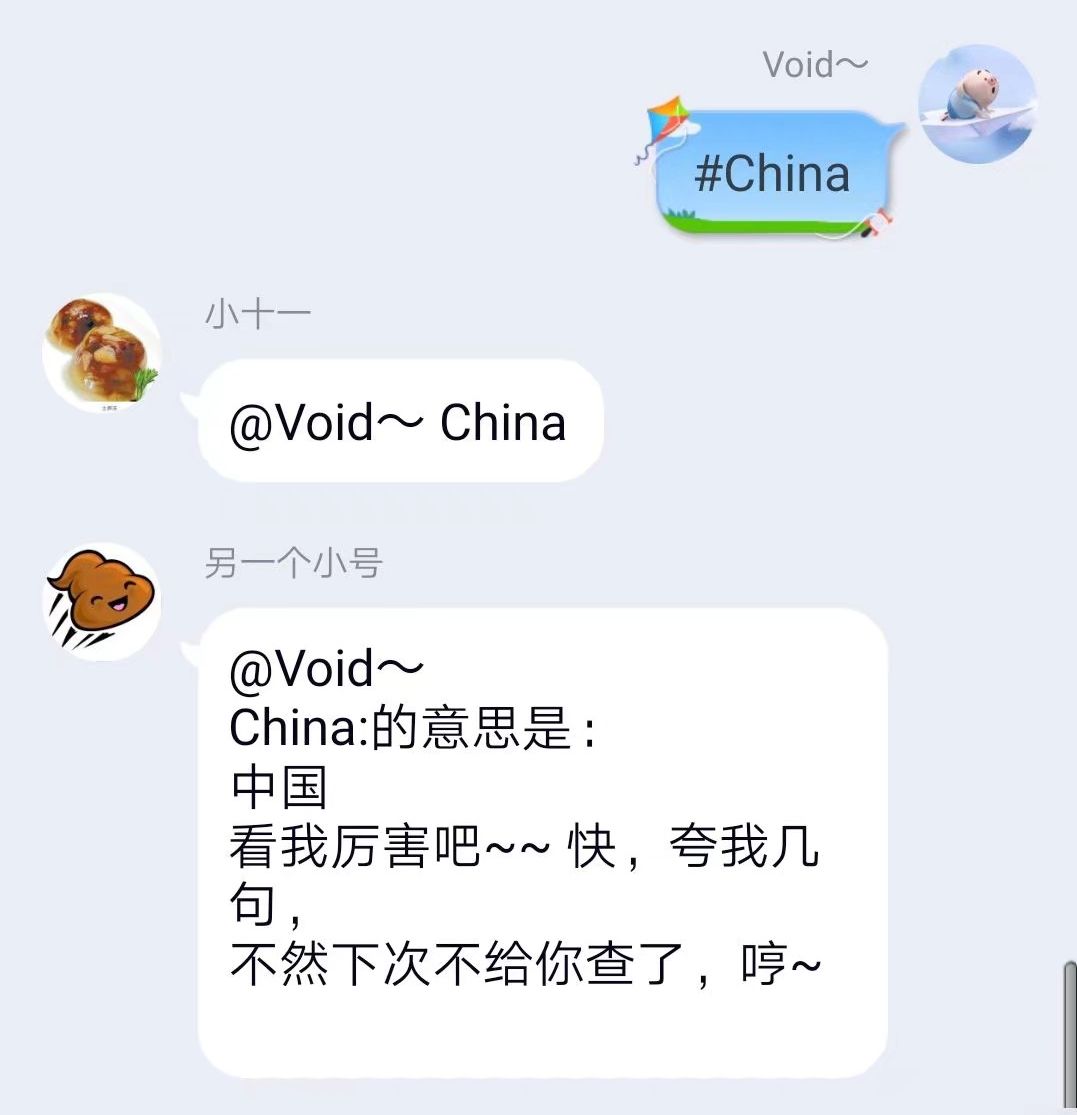 Void～
#China
小十一
@Void～ China
另一个小号
@Void～
China:的意思是：
中国
看我厉害吧~~ 快，夸我几
句，
不然下次不给你查了，哼~